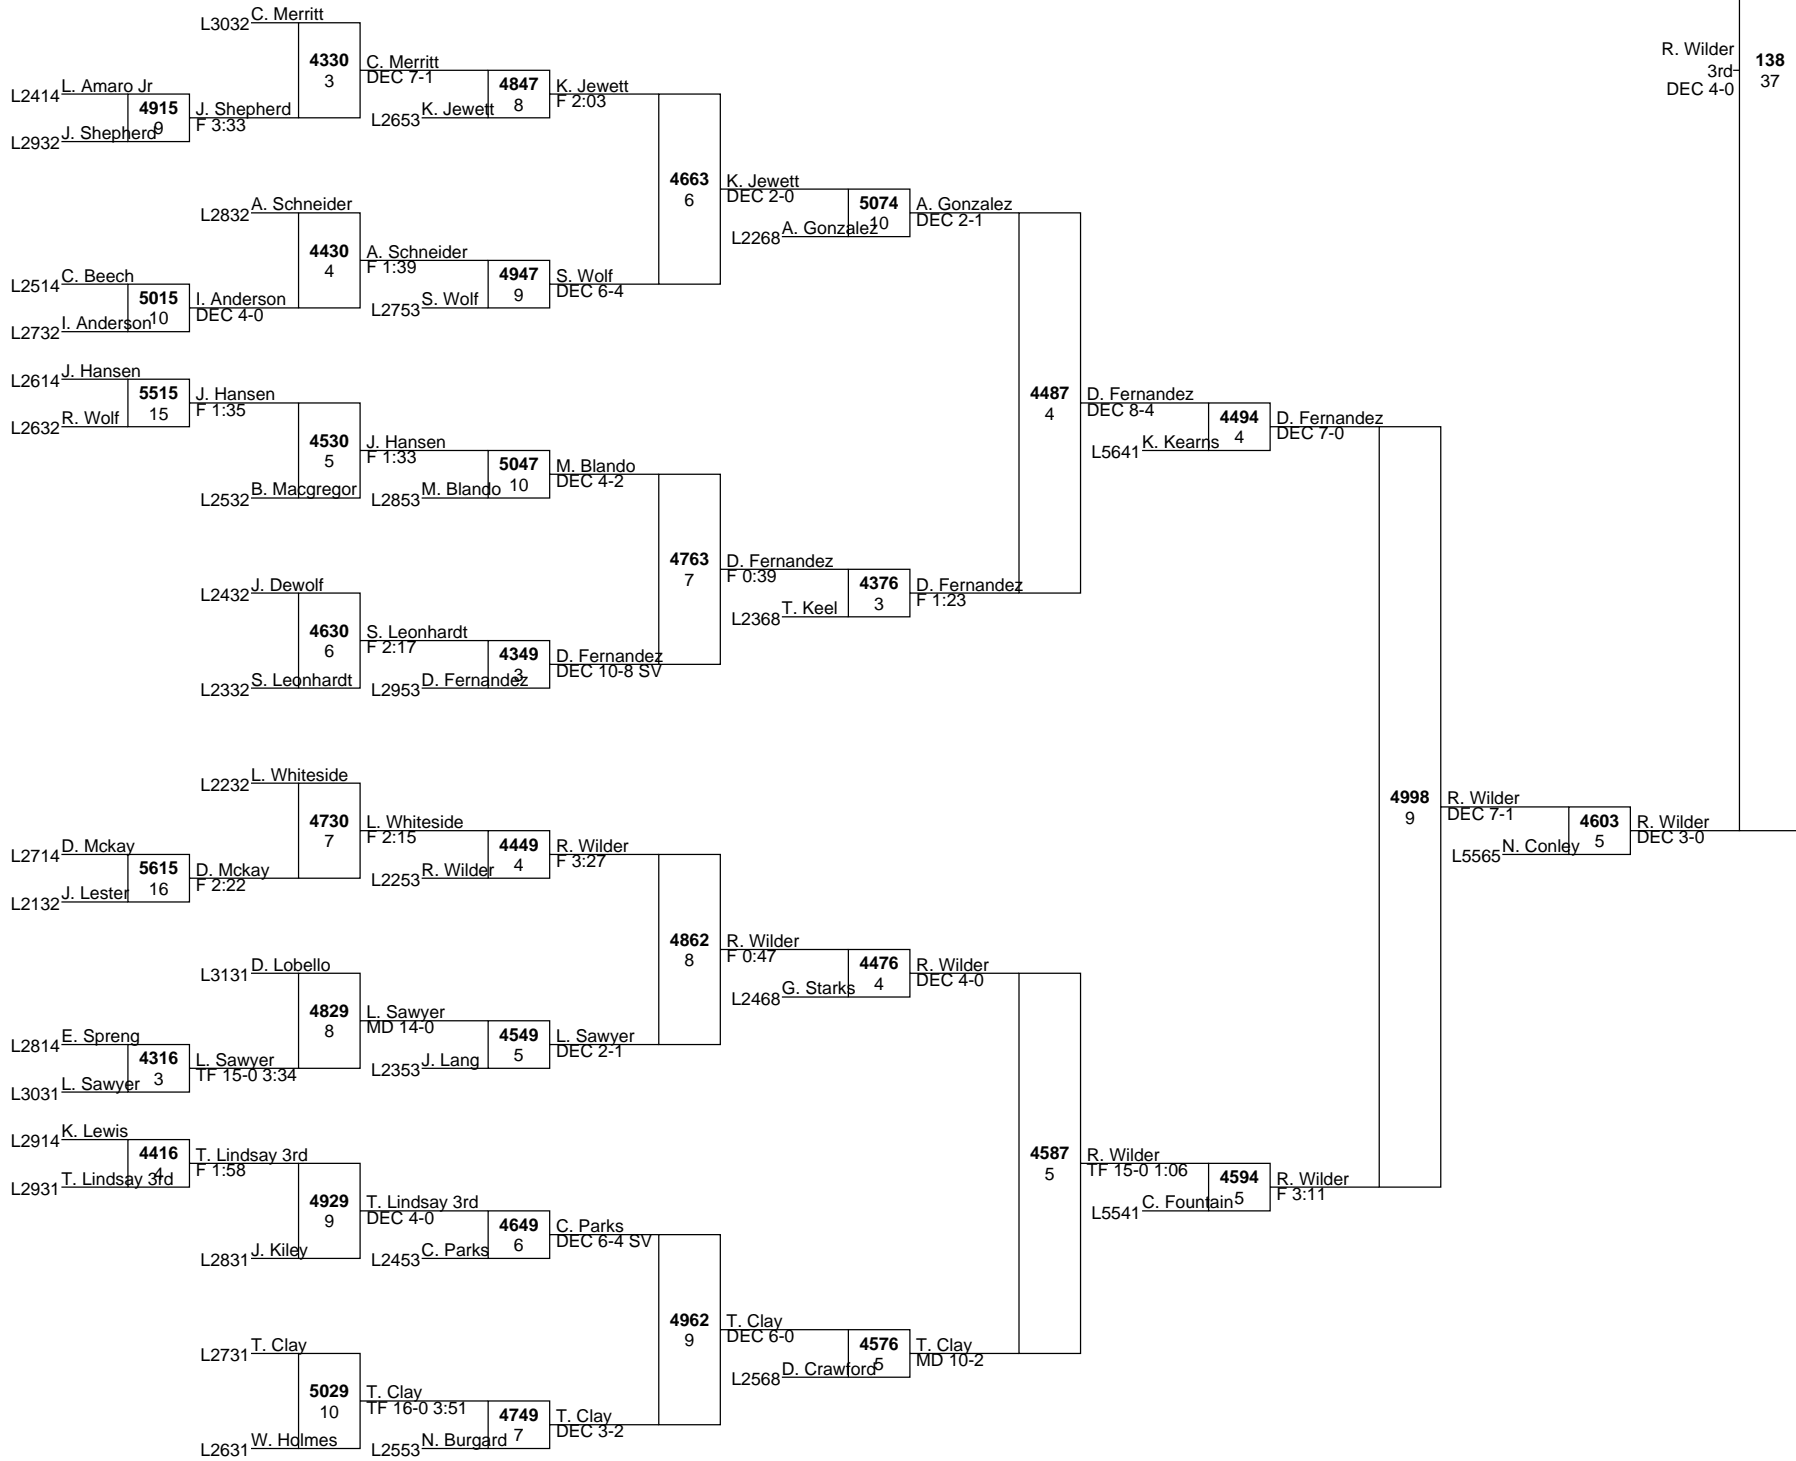 C. Merritt
L3032
4330
3
C. Merritt
DEC 7-1
L. Amaro Jr
L2414
4915
9
J. Shepherd
L2932
J. Shepherd
F 3:33
4847
8
K. Jewett
L2653
K. Jewett
F 2:03
4663
6
K. Jewett
DEC 2-0
A. Schneider
L2832
4430
4
A. Schneider
F 1:39
C. Beech
L2514
5015
10
I. Anderson
L2732
I. Anderson
DEC 4-0
4947
9
S. Wolf
L2753
S. Wolf
DEC 6-4
5074
10
A. Gonzalez
L2268
A. Gonzalez
DEC 2-1
J. Hansen
L2614
5515
15
R. Wolf
L2632
J. Hansen
F 1:35
4530
5
B. Macgregor
L2532
J. Hansen
F 1:33
5047
10
M. Blando
L2853
M. Blando
DEC 4-2
4763
7
D. Fernandez
F 0:39
J. Dewolf
L2432
4630
6
S. Leonhardt
L2332
S. Leonhardt
F 2:17
4349
3
D. Fernandez
L2953
D. Fernandez
DEC 10-8 SV
4376
3
T. Keel
L2368
D. Fernandez
F 1:23
4487
4
D. Fernandez
DEC 8-4
4494
4
K. Kearns
L5641
D. Fernandez
DEC 7-0
L. Whiteside
L2232
4730
7
L. Whiteside
F 2:15
D. Mckay
L2714
5615
16
J. Lester
L2132
D. Mckay
F 2:22
4449
4
R. Wilder
L2253
R. Wilder
F 3:27
4862
8
R. Wilder
F 0:47
D. Lobello
L3131
4829
8
L. Sawyer
MD 14-0
E. Spreng
L2814
4316
3
L. Sawyer
L3031
L. Sawyer
TF 15-0 3:34
4549
5
J. Lang
L2353
L. Sawyer
DEC 2-1
4476
4
G. Starks
L2468
R. Wilder
DEC 4-0
K. Lewis
L2914
4416
4
T. Lindsay 3rd
L2931
T. Lindsay 3rd
F 1:58
4929
9
J. Kiley
L2831
T. Lindsay 3rd
DEC 4-0
4649
6
C. Parks
L2453
C. Parks
DEC 6-4 SV
4962
9
T. Clay
DEC 6-0
T. Clay
L2731
5029
10
W. Holmes
L2631
T. Clay
TF 16-0 3:51
4749
7
N. Burgard
L2553
T. Clay
DEC 3-2
4576
5
D. Crawford
L2568
T. Clay
MD 10-2
4587
5
R. Wilder
TF 15-0 1:06
4594
5
C. Fountain
L5541
R. Wilder
F 3:11
4998
9
R. Wilder
DEC 7-1
4603
5
N. Conley
L5565
R. Wilder
DEC 3-0
R. Wilder
3rd
DEC 4-0
138
37